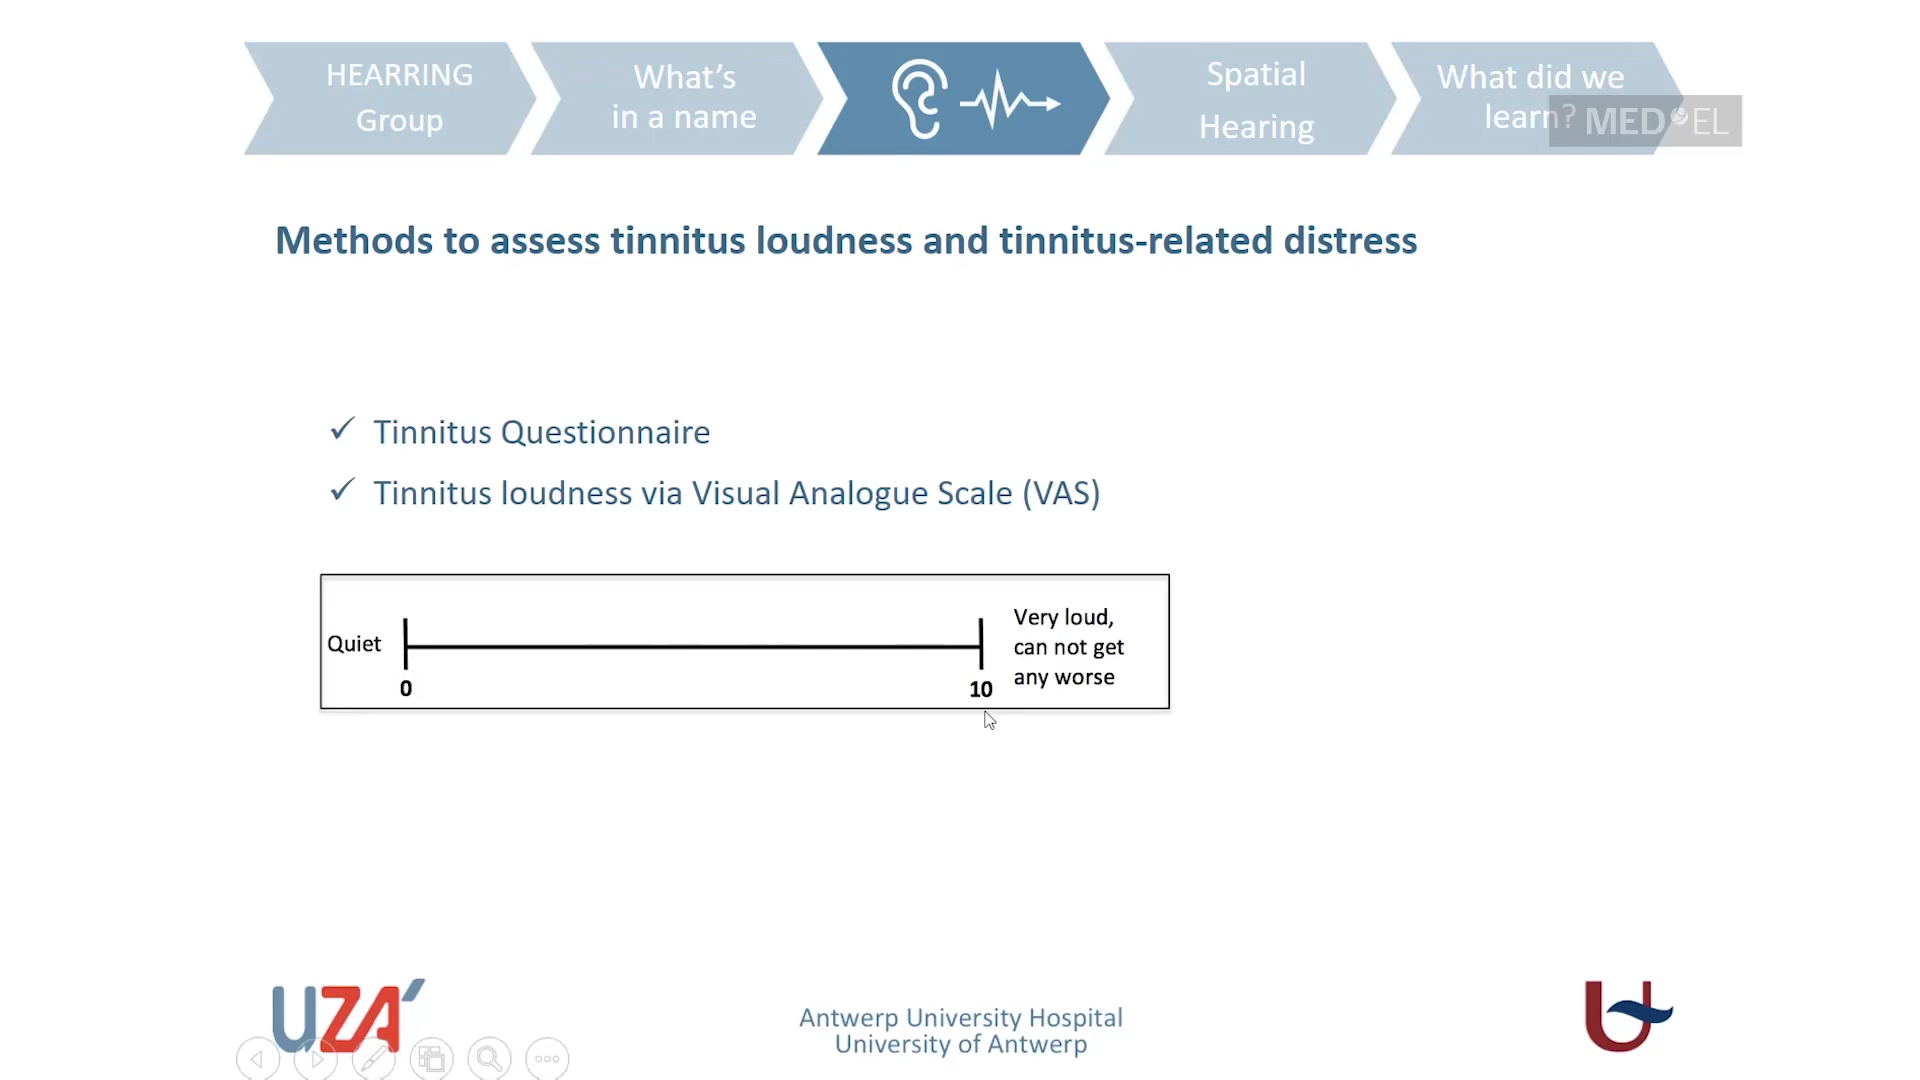 HEARRING
Group
What's
in a name
Spatial
Hearing
What did we
learn?
MED EL
Methods to assess tinnitus loudness and tinnitus-related distress
✓ Tinnitus Questionnaire
✓ Tinnitus loudness via Visual Analogue Scale (VAS)
Quiet
0
10
Very loud,
can not get
any worse
UZA
Antwerp University Hospital
University of Antwerp